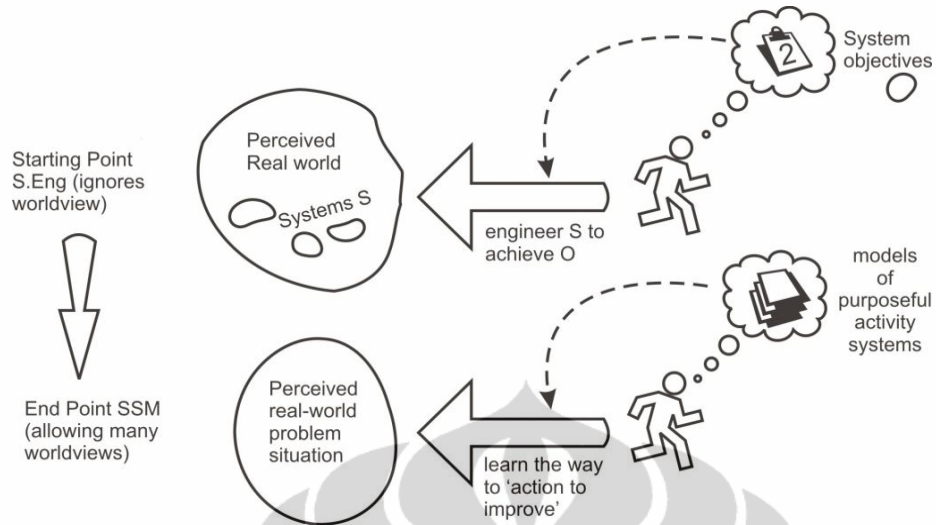 Starting Point
S.Eng (ignores
worldview)
Perceived
Real world
Systems S
engineer S to
achieve O
2
System
objectives
End Point SSM
(allowing many
worldviews)
Perceived
real-world
problem
situation
learn the way
to ‘action to
improve’
models
of
purposeful
activity
systems